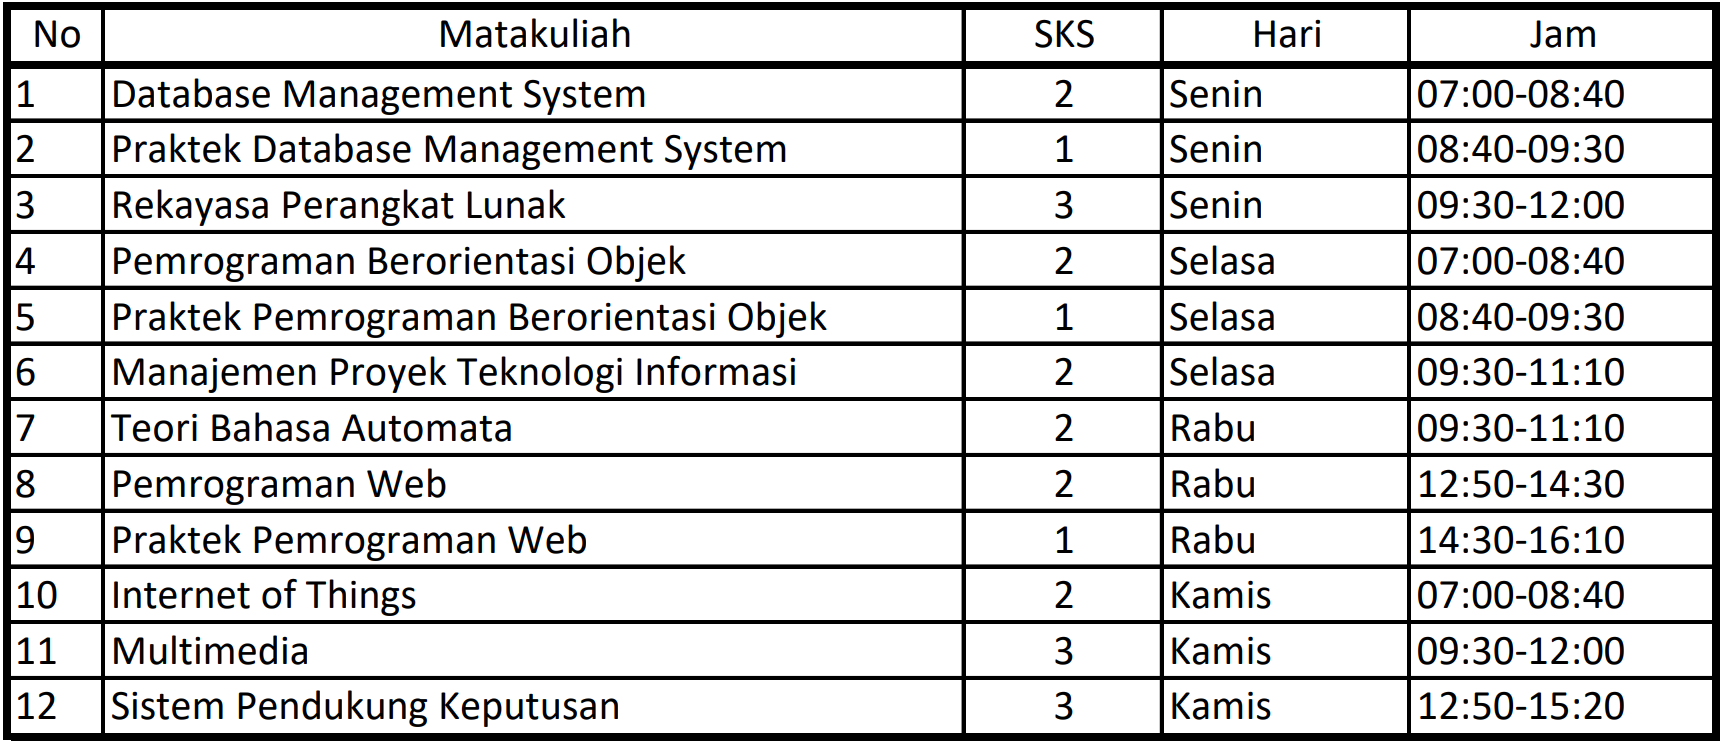 No Matakuliah SKS Hari Jam
1 Database Management System 2 Senin 07:00-08:40
2 Praktek Database Management System 1 Senin 08:40-09:30
3 Rekayasa Perangkat Lunak 3 Senin 09:30-12:00
4 Pemrograman Berorientasi Objek 2 Selasa 07:00-08:40
5 Praktek Pemrograman Berorientasi Objek 1 Selasa 08:40-09:30
6 Manajemen Proyek Teknologi Informasi 2 Selasa 09:30-11:10
7 Teori Bahasa Automata 2 Rabu 09:30-11:10
8 Pemrograman Web 2 Rabu 12:50-14:30
9 Praktek Pemrograman Web 1 Rabu 14:30-16:10
10 Internet of Things 2 Kamis 07:00-08:40
11 Multimedia 3 Kamis 09:30-12:00
12 Sistem Pendukung Keputusan 3 Kamis 12:50-15:20